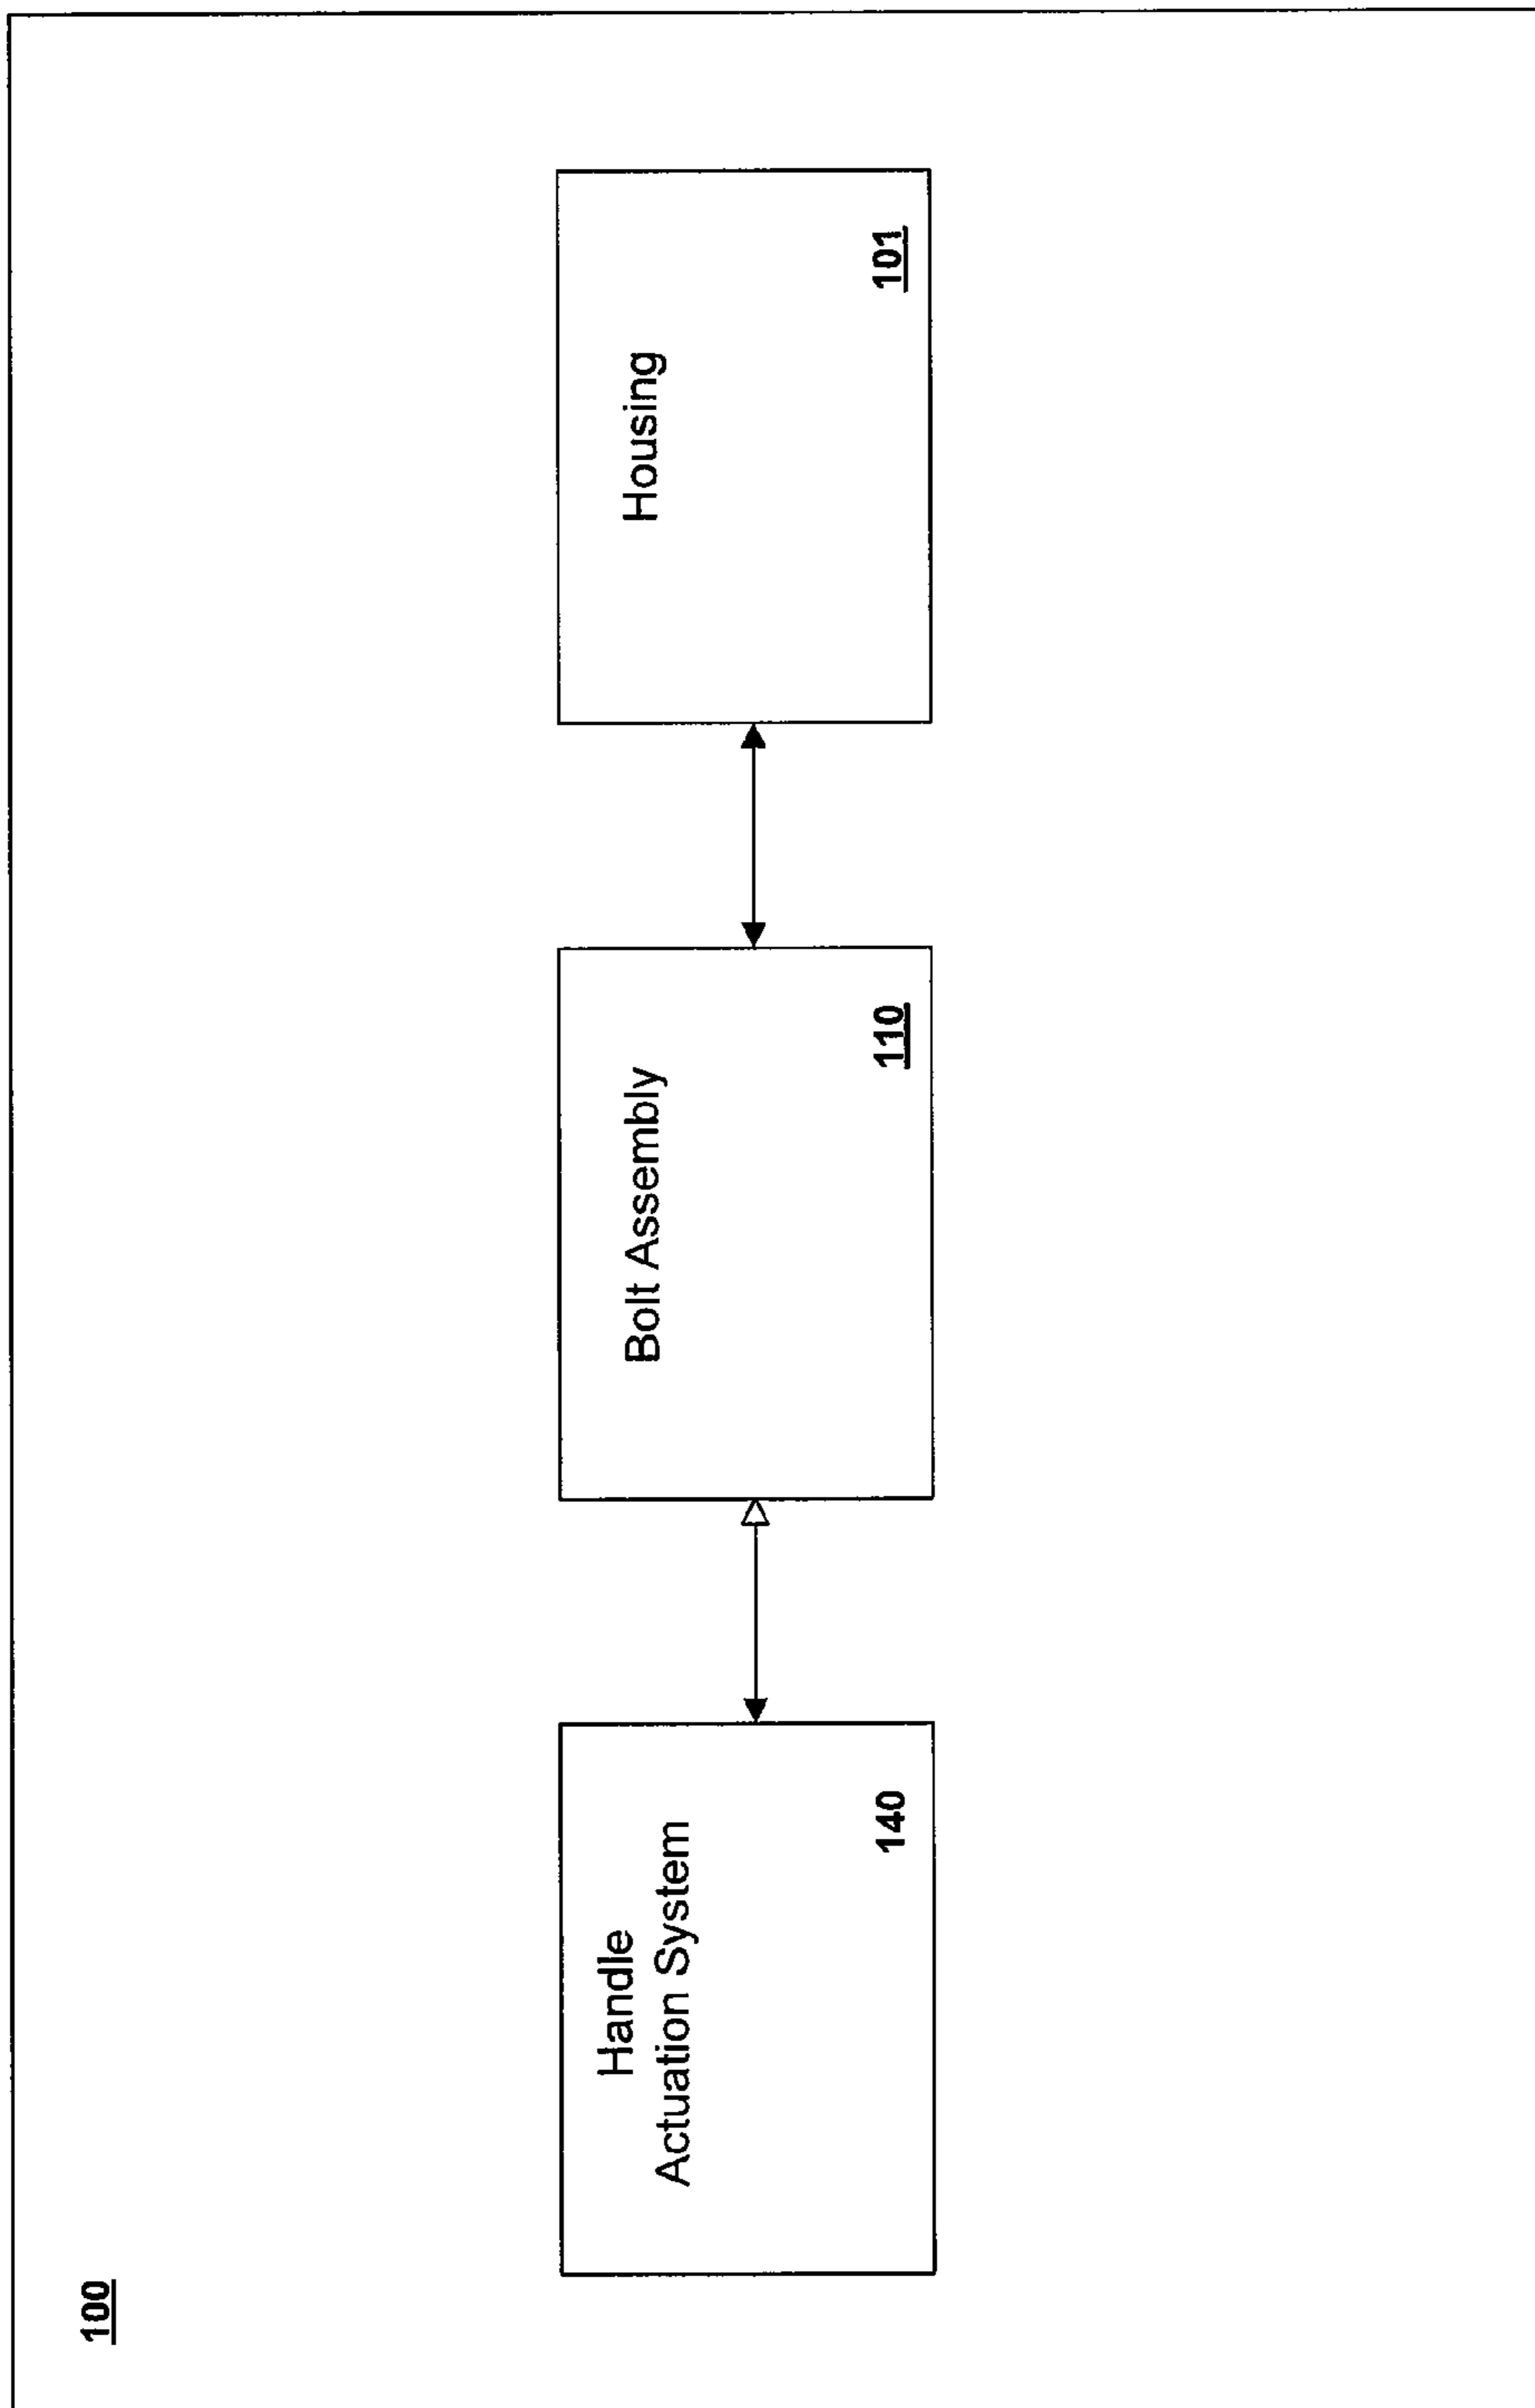 100
Handle
Actuation System
140
Bolt Assembly
110
Housing
101